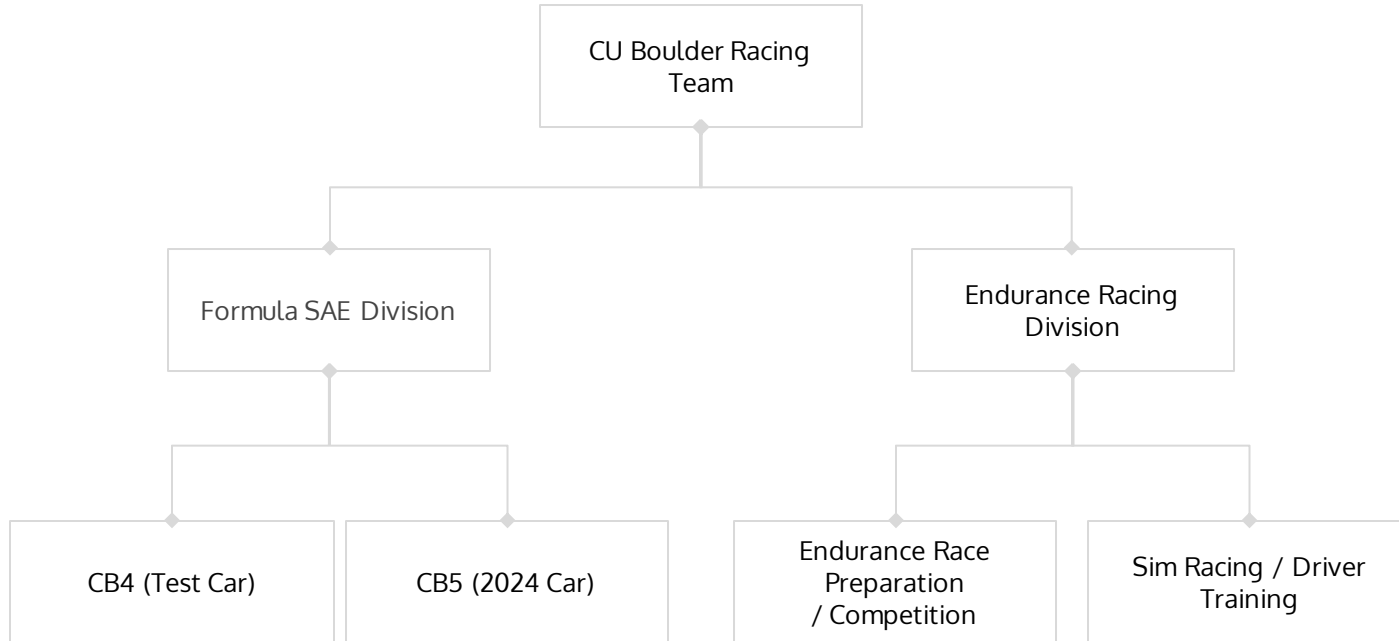 CU Boulder Racing
Team
Formula SAE Division
Endurance Racing
Division
CB4 (Test Car)
CB5 (2024 Car)
Endurance Race
Preparation
/ Competition
Sim Racing / Driver
Training